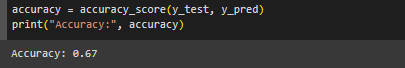 accuracy = accuracy_score(y_test, y_pred)
print("Accuracy:", accuracy)
Accuracy: 0.67